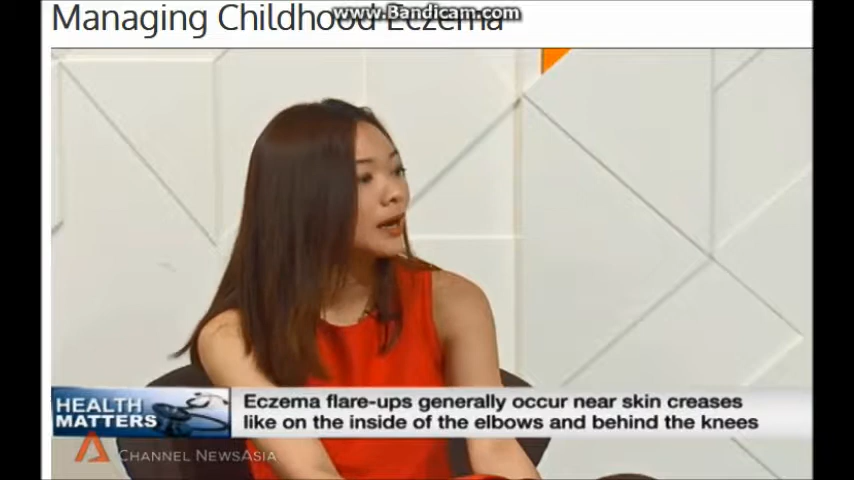 Managing Childhood Eczema
www.Bandicam.com
HEALTH
MATTERS
Eczema flare-ups generally occur near skin creases
like on the inside of the elbows and behind the knees
CHANNEL NEWSASIA